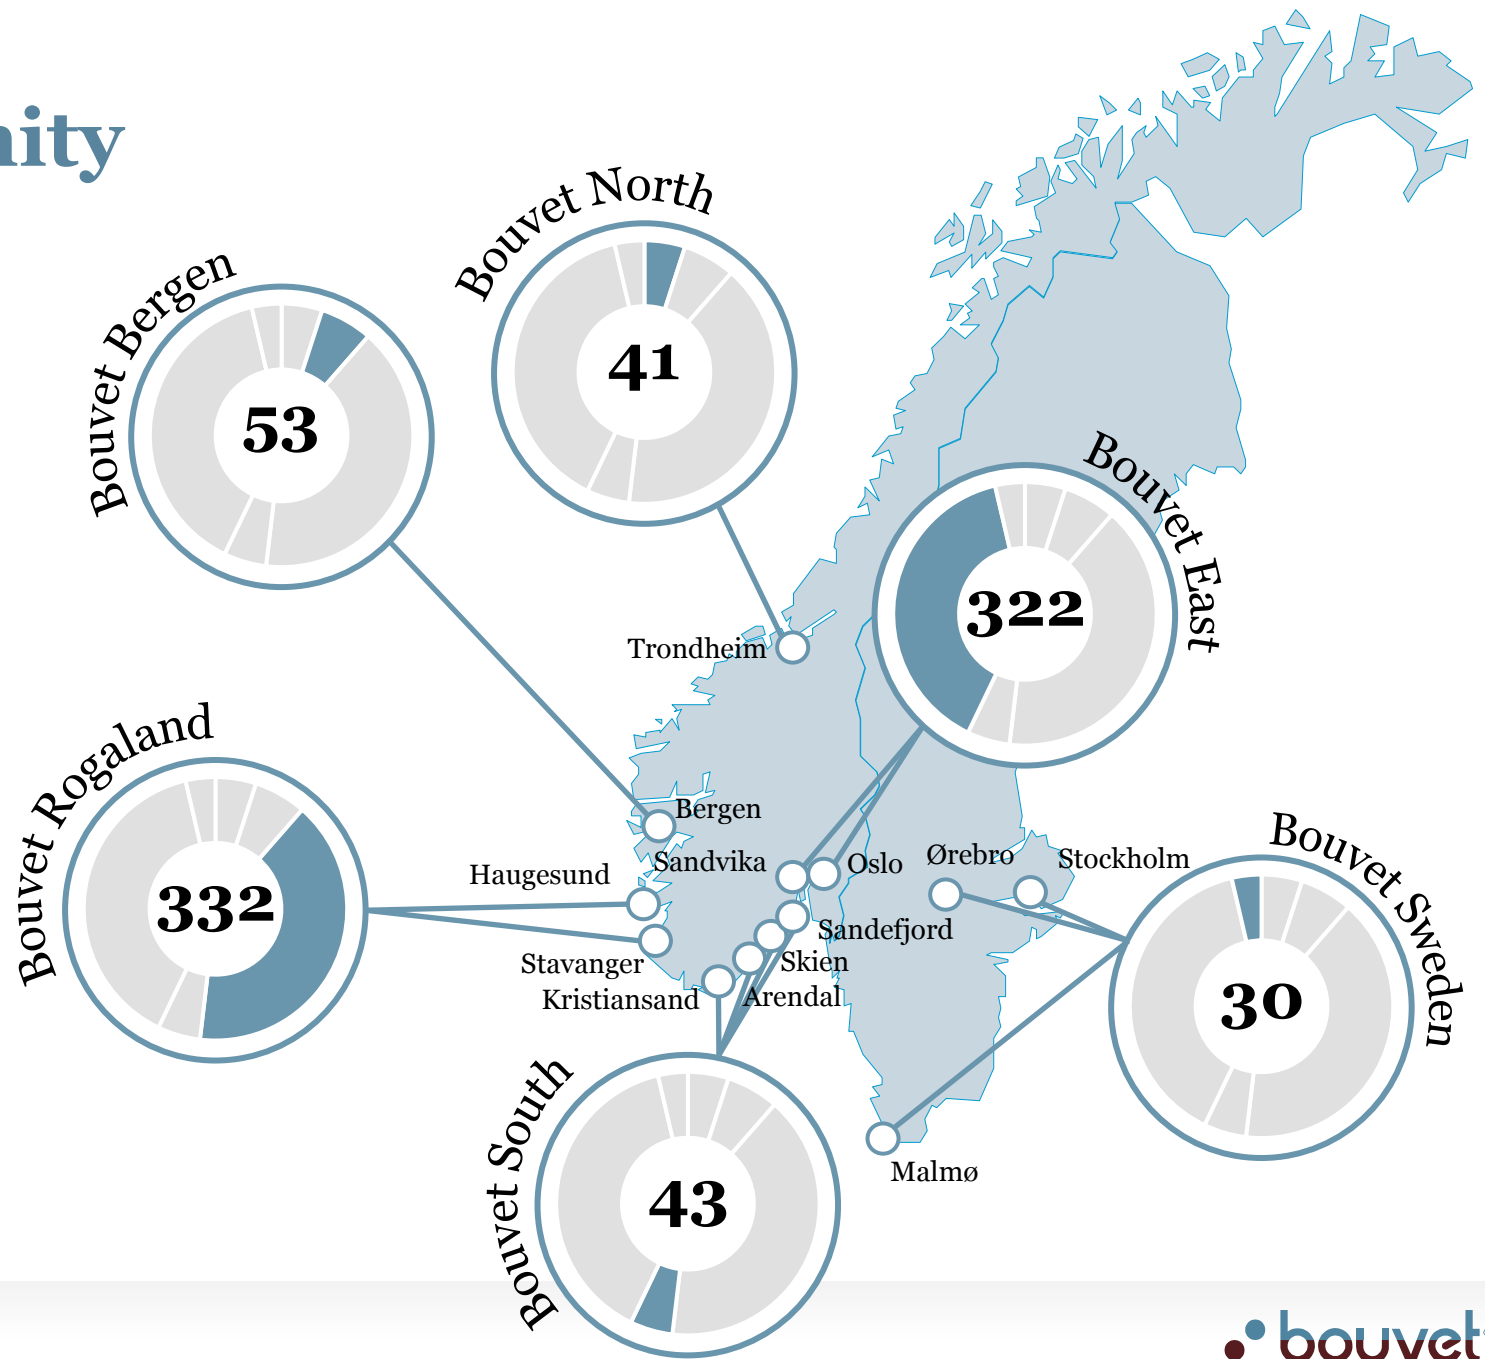 Bouvet North
41
Bouvet Bergen
53
Bouvet East
322
Trondheim
Bouvet Rogaland
332
Bergen
Sandvika
Oslo
Ørebro
Stockholm
Haugesund
Sandefjord
Stavanger
Skien
Kristiansand
Arendal
Bouvet Sweden
30
Bouvet South
43
Malmø
bouvet